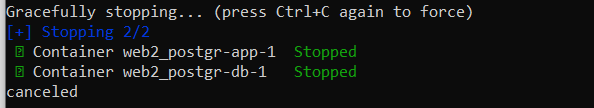 Gracefully stopping... (press Ctrl+C again to force)
[+] Stopping 2/2
Container web2_postgr-app-1 Stopped
Container web2_postgr-db-1 Stopped
canceled